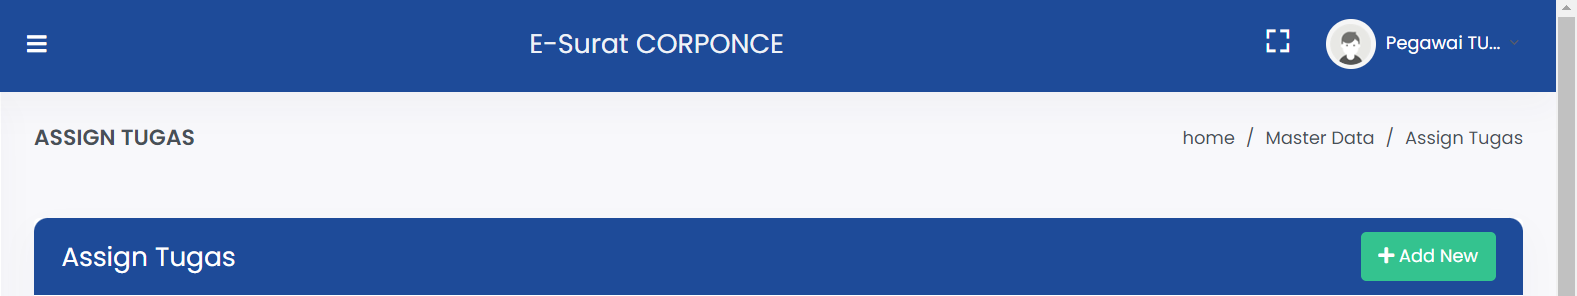 E-Surat CORPONCE
Pegawai TU...
ASSIGN TUGAS
home / Master Data / Assign Tugas
Assign Tugas
Add New